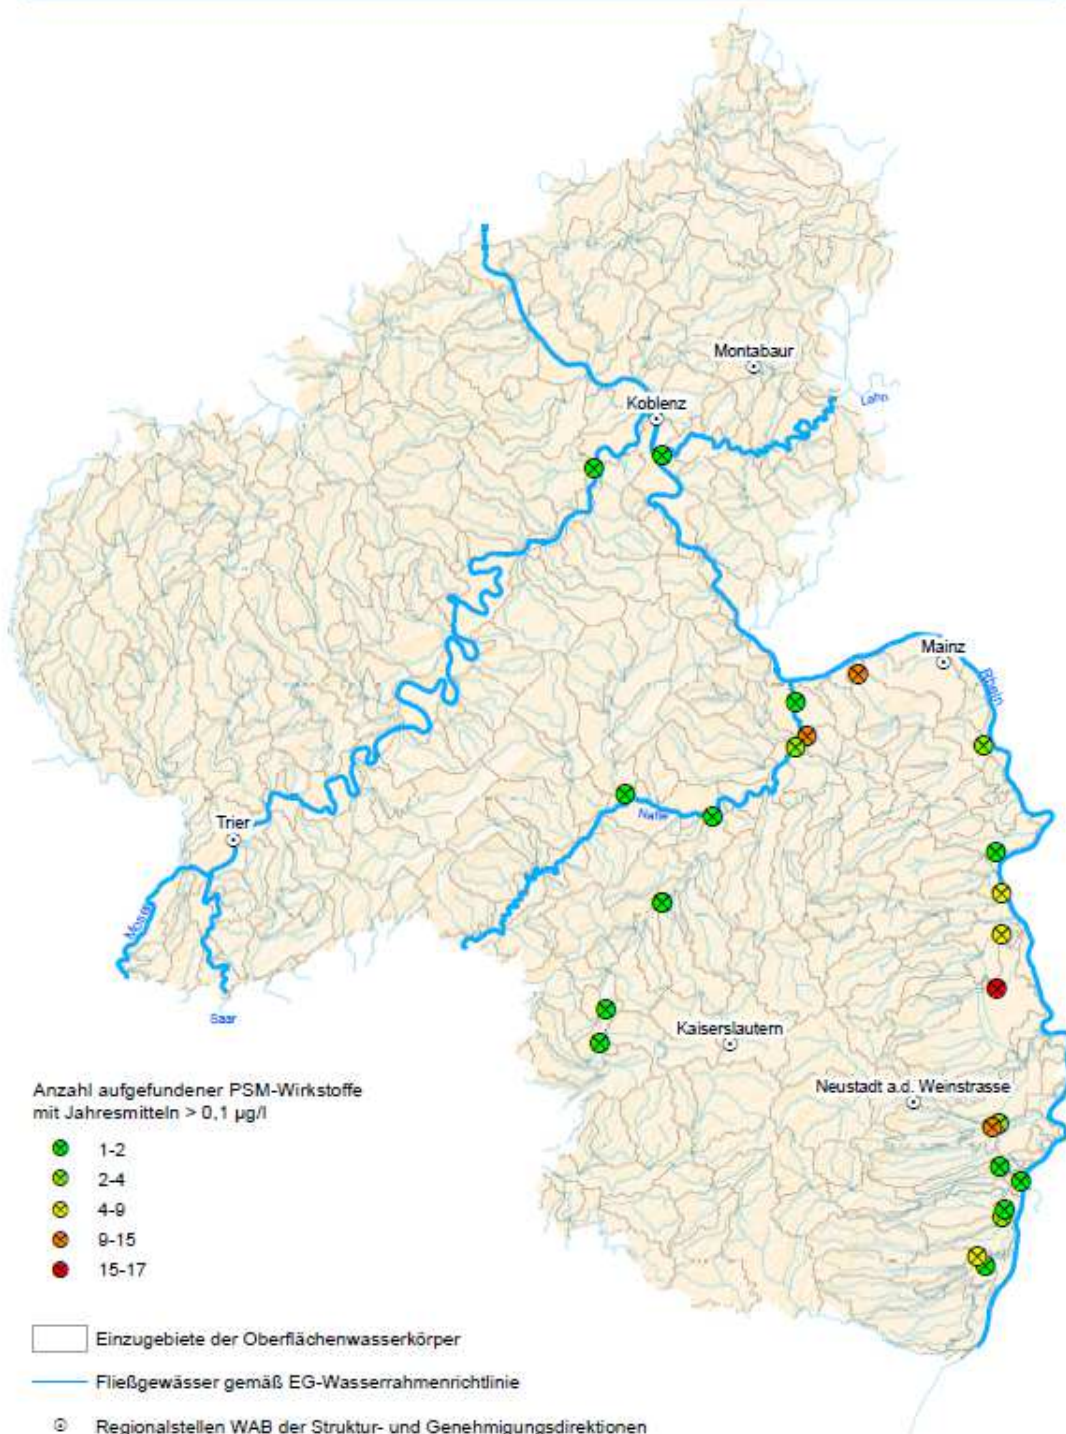 Montabaur
Koblenz
Lahn
Mainz
Rhein
Nahe
Trier
Mosel
Saar
Kaiserslautern
Neustadt a.d. Weinstrasse
Anzahl aufgefundener PSM-Wirkstoffe
mit Jahresmitteln > 0,1 µg/l
1-2
2-4
4-9
9-15
15-17
Einzugebiete der Oberflächenwasserkörper
Fließgewässer gemäß EG-Wasserrahmenrichtlinie
Regionalstellen WAB der Struktur- und Genehmigungsdirektionen